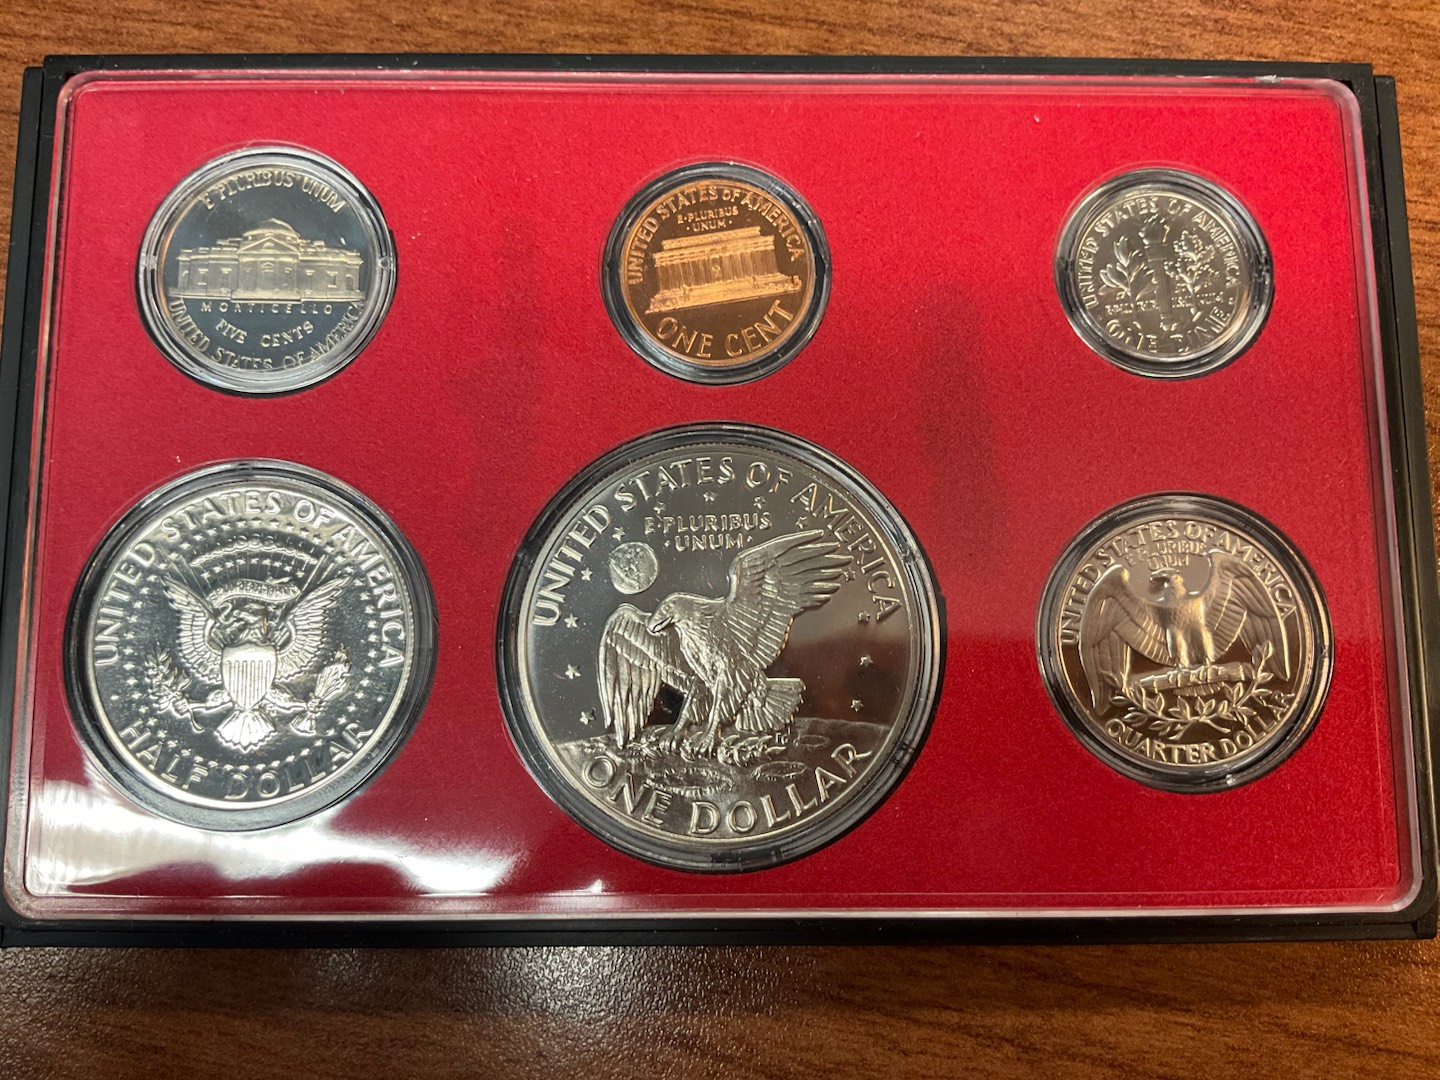 E PLURIBUS UNUM
MONTICELLO
FIVE CENTS
UNITED STATES OF AMERICA
UNITED STATES OF AMERICA
E·PLURIBUS
·UNUM·
ONE CENT
UNITED STATES OF AMERICA
ONE DIME
UNITED STATES OF AMERICA
HALF DOLLAR
UNITED STATES OF AMERICA
E·PLURIBUS
·UNUM·
ONE DOLLAR
UNITED STATES OF AMERICA
E PLURIBUS
UNUM
QUARTER DOLLAR